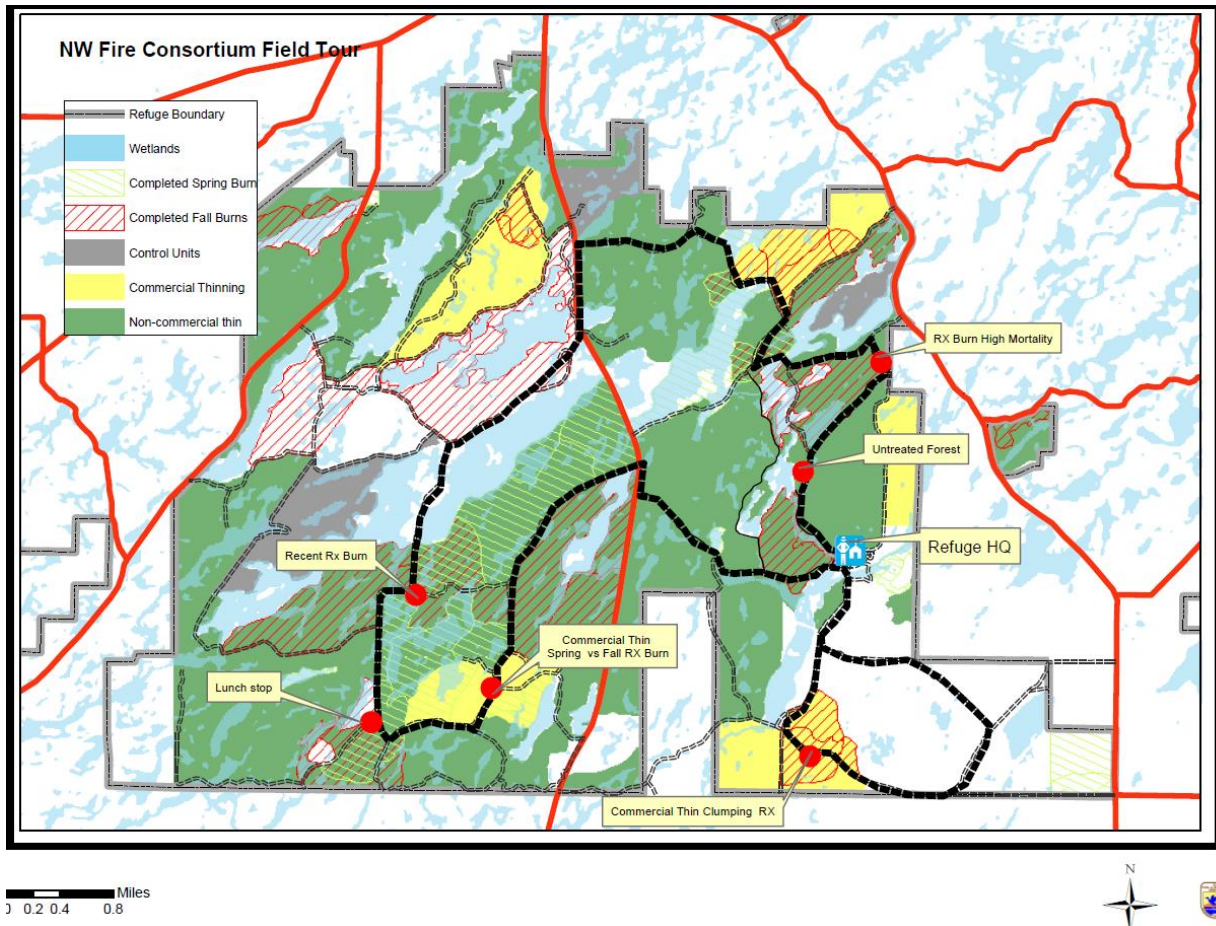 NW Fire Consortium Field Tour
Refuge Boundary
Wetlands
Completed Spring Burn
Completed Fall Burns
Control Units
Commercial Thinning
Non-commercial thin
RX Burn High Mortality
Untreated Forest
Refuge HQ
Recent Rx Burn
Commercial Thin
Spring vs Fall RX Burn
Lunch stop
Commercial Thin Clumping RX
Miles
0 0.2 0.4 0.8
N